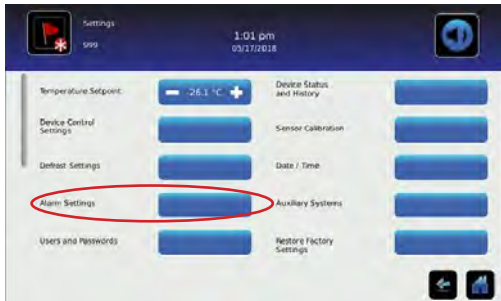 Settings
999
1:01 pm
05/17/2018
Temperature Setpoint
-26.1 °C
Device Control
Settings
Defrost Settings
Alarm Settings
Users and Passwords
Device Status
and History
Sensor Calibration
Date / Time
Auxiliary Systems
Restore Factory
Settings